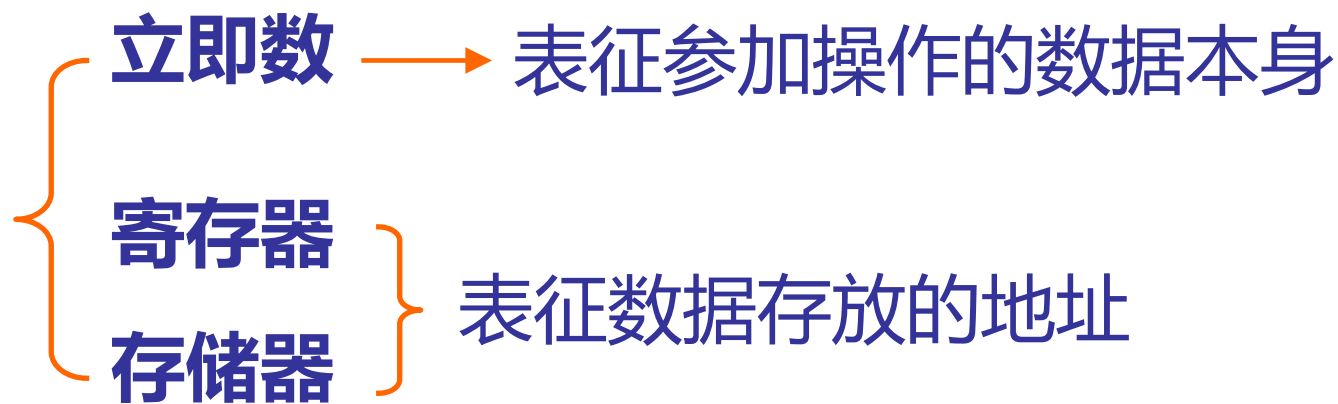 立即数
表征参加操作的数据本身
寄存器
表征数据存放的地址
存储器